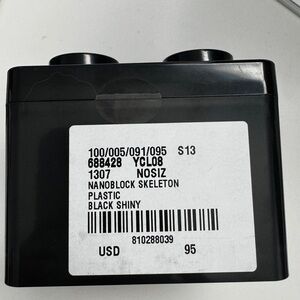 100/005/091/095 S13
688428 YCL08
1307 NOSIZ
NANOBLOCK SKELETON
PLASTIC
BLACK SHINY
810288039
USD 95